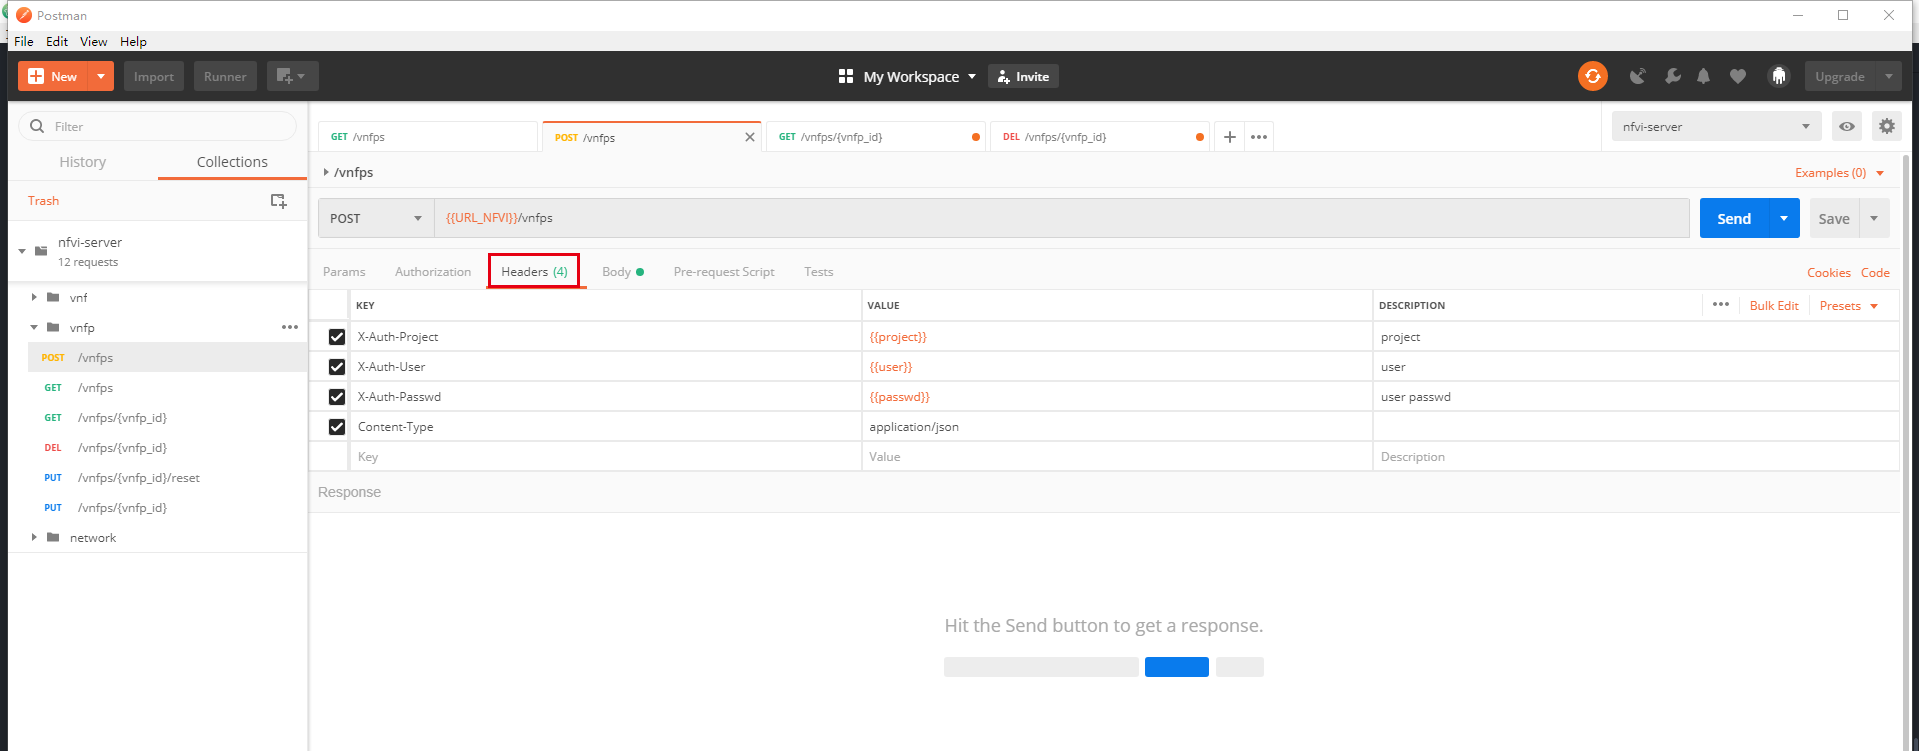 Postman
File Edit View Help
New Import Runner My Workspace Invite Upgrade
Filter
History Collections
Trash
nfvi-server
12 requests
vnf
vnfp
POST /vnfps
GET /vnfps
GET /vnfps/{vnfp_id}
DEL /vnfps/{vnfp_id}
PUT /vnfps/{vnfp_id}/reset
PUT /vnfps/{vnfp_id}
network
GET /vnfps POST /vnfps GET /vnfps/{vnfp_id} DEL /vnfps/{vnfp_id} nfvi-server
/vnfps Examples (0)
POST {{URL_NFVI}}/vnfps Send Save
Params Authorization Headers (4) Body Pre-request Script Tests Cookies Code
KEY VALUE DESCRIPTION Bulk Edit Presets
X-Auth-Project {{project}} project
X-Auth-User {{user}} user
X-Auth-Passwd {{passwd}} user passwd
Content-Type application/json
Key Value Description
Response
Hit the Send button to get a response.